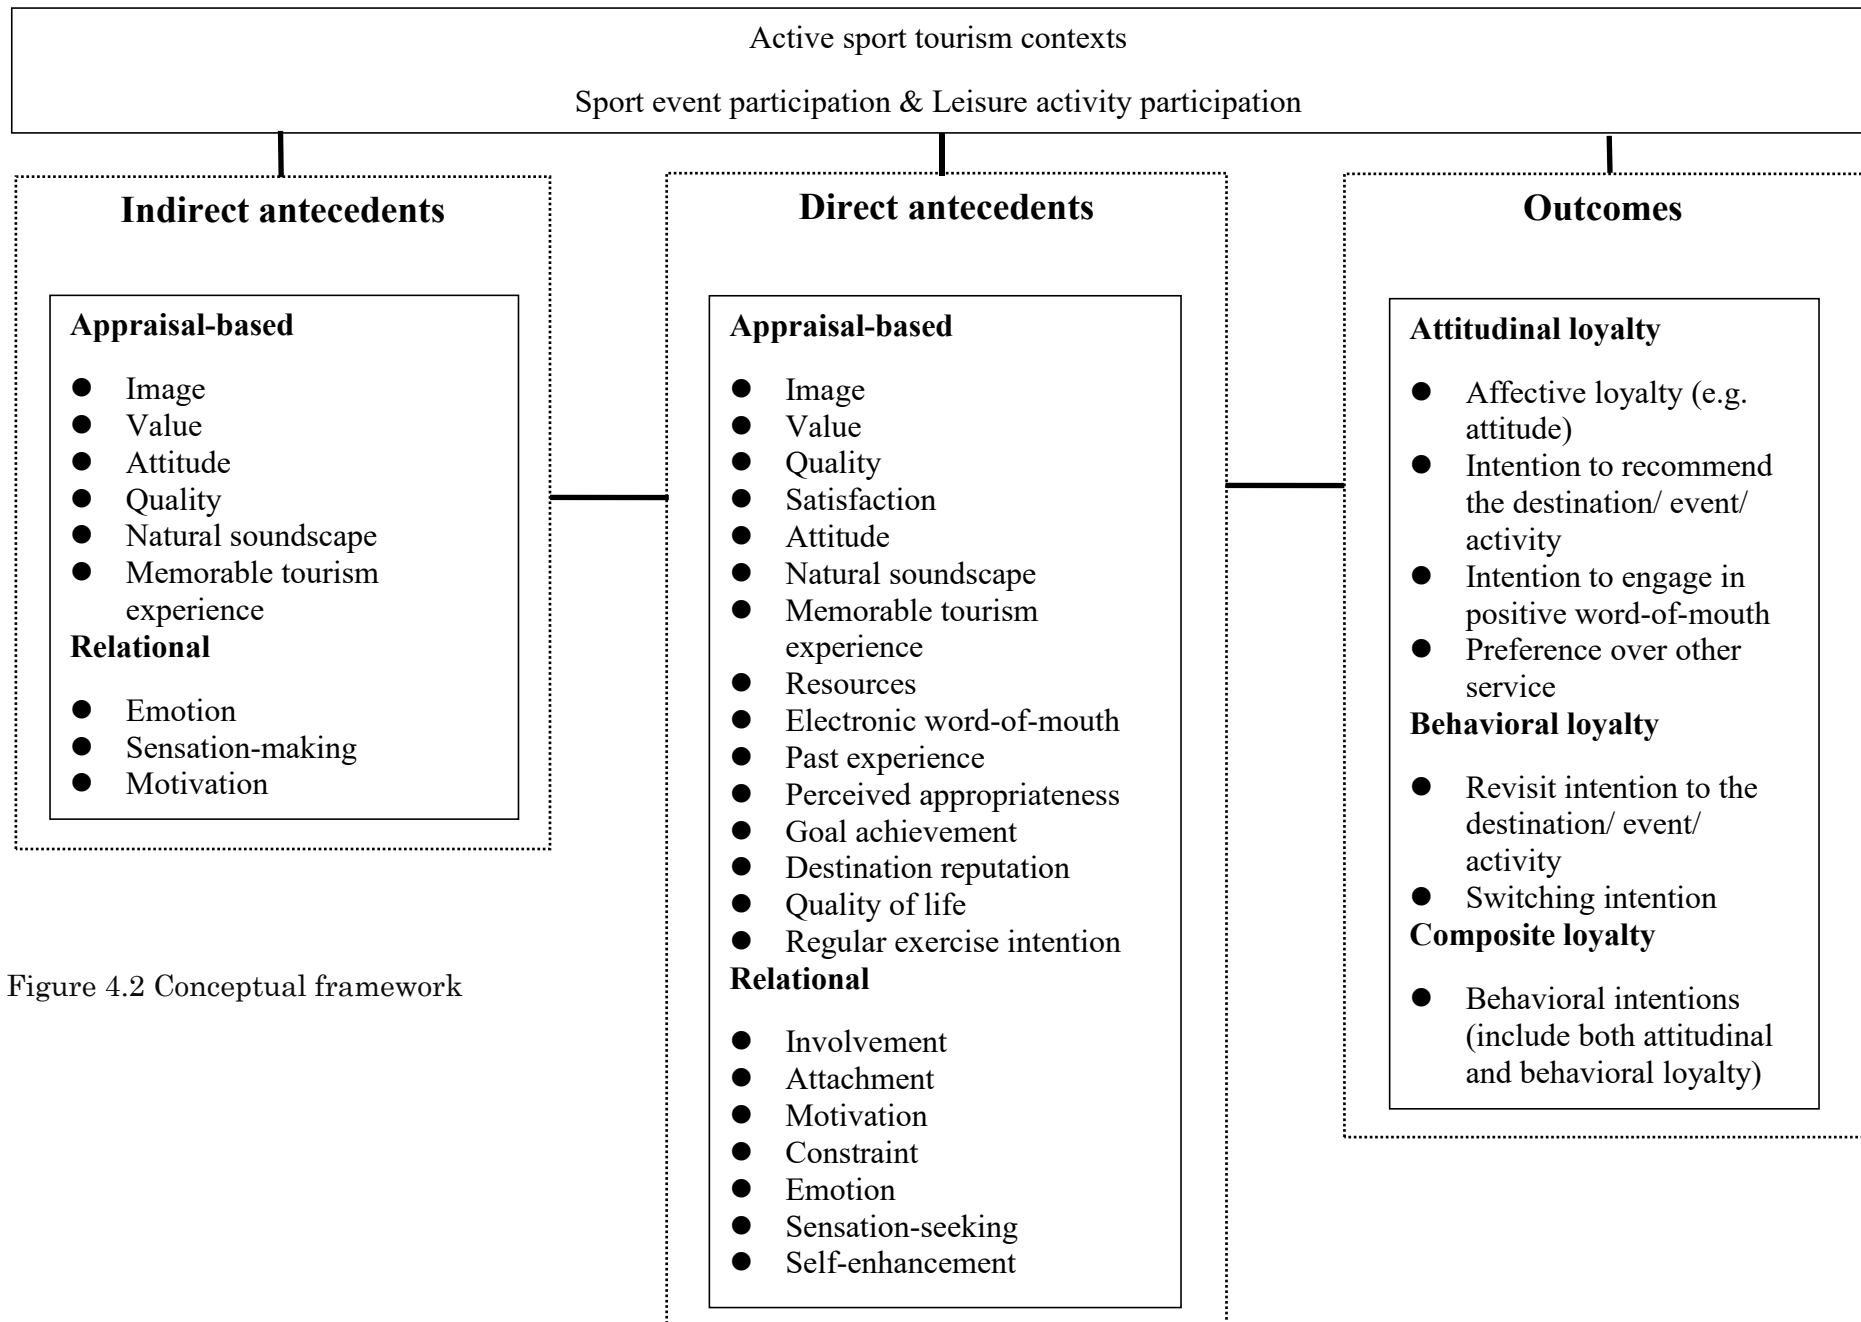 Active sport tourism contexts
Sport event participation & Leisure activity participation
Indirect antecedents
Appraisal-based
● Image
● Value
● Attitude
● Quality
● Natural soundscape
● Memorable tourism
experience
Relational
● Emotion
● Sensation-making
● Motivation
Direct antecedents
Appraisal-based
● Image
● Value
● Quality
● Satisfaction
● Attitude
● Natural soundscape
● Memorable tourism
experience
● Resources
● Electronic word-of-mouth
● Past experience
● Perceived appropriateness
● Goal achievement
● Destination reputation
● Quality of life
● Regular exercise intention
Relational
● Involvement
● Attachment
● Motivation
● Constraint
● Emotion
● Sensation-seeking
● Self-enhancement
Outcomes
Attitudinal loyalty
● Affective loyalty (e.g.
attitude)
● Intention to recommend
the destination/ event/
activity
● Intention to engage in
positive word-of-mouth
● Preference over other
service
Behavioral loyalty
● Revisit intention to the
destination/ event/
activity
● Switching intention
Composite loyalty
● Behavioral intentions
(include both attitudinal
and behavioral loyalty)
Figure 4.2 Conceptual framework